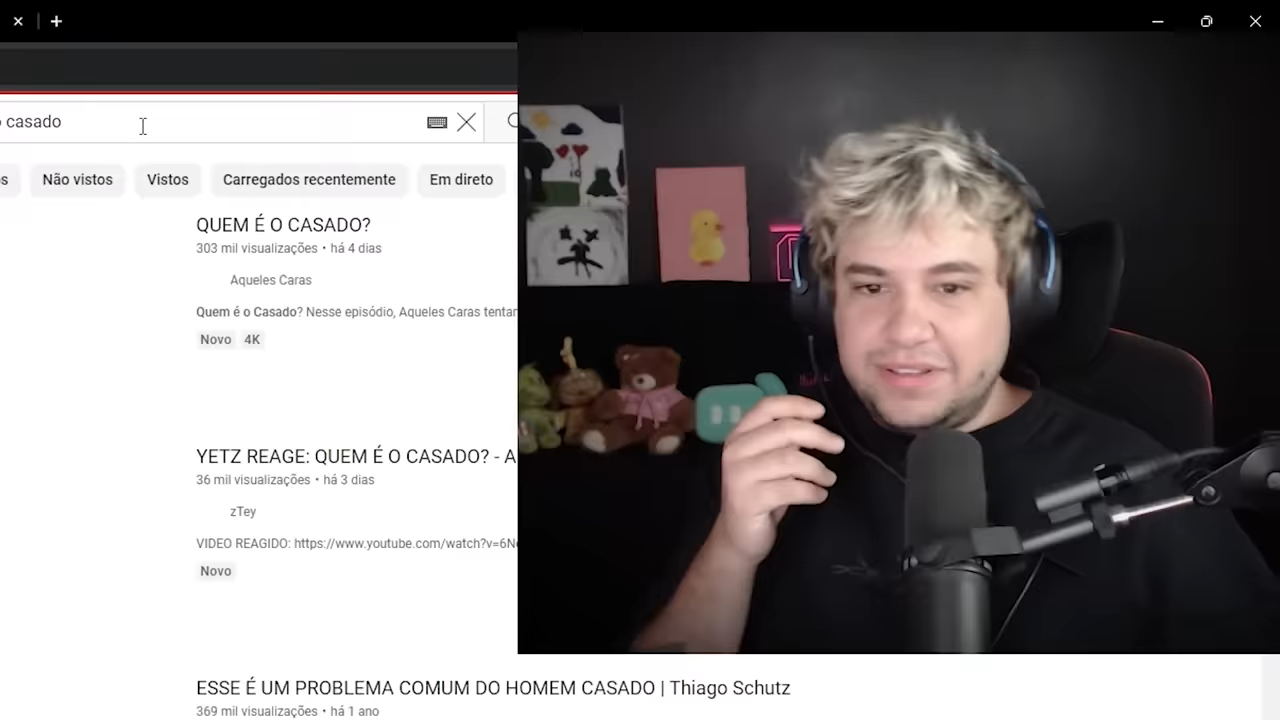 casado
Não vistos
Vistos
Carregados recentemente
Em direto
QUEM É O CASADO?
303 mil visualizações • há 4 dias
Aqueles Caras
Quem é o Casado? Nesse episódio, Aqueles Caras
Novo 4K
YETZ REAGE: QUEM É O CASADO? - A
36 mil visualizações • há 3 dias
zTey
VIDEO REAGIDO: https://www.youtube.com/watch?v=6N
Novo
ESSE É UM PROBLEMA COMUM DO HOMEM CASADO | Thiago Schutz
369 mil visualizações • há 1 ano